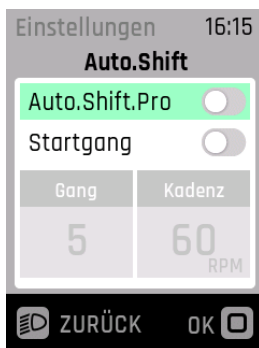 Einstellungen 16:15
Auto.Shift
Auto.Shift.Pro
Startgang
Gang Kadenz
5 60
RPM
ZURÜCK OK